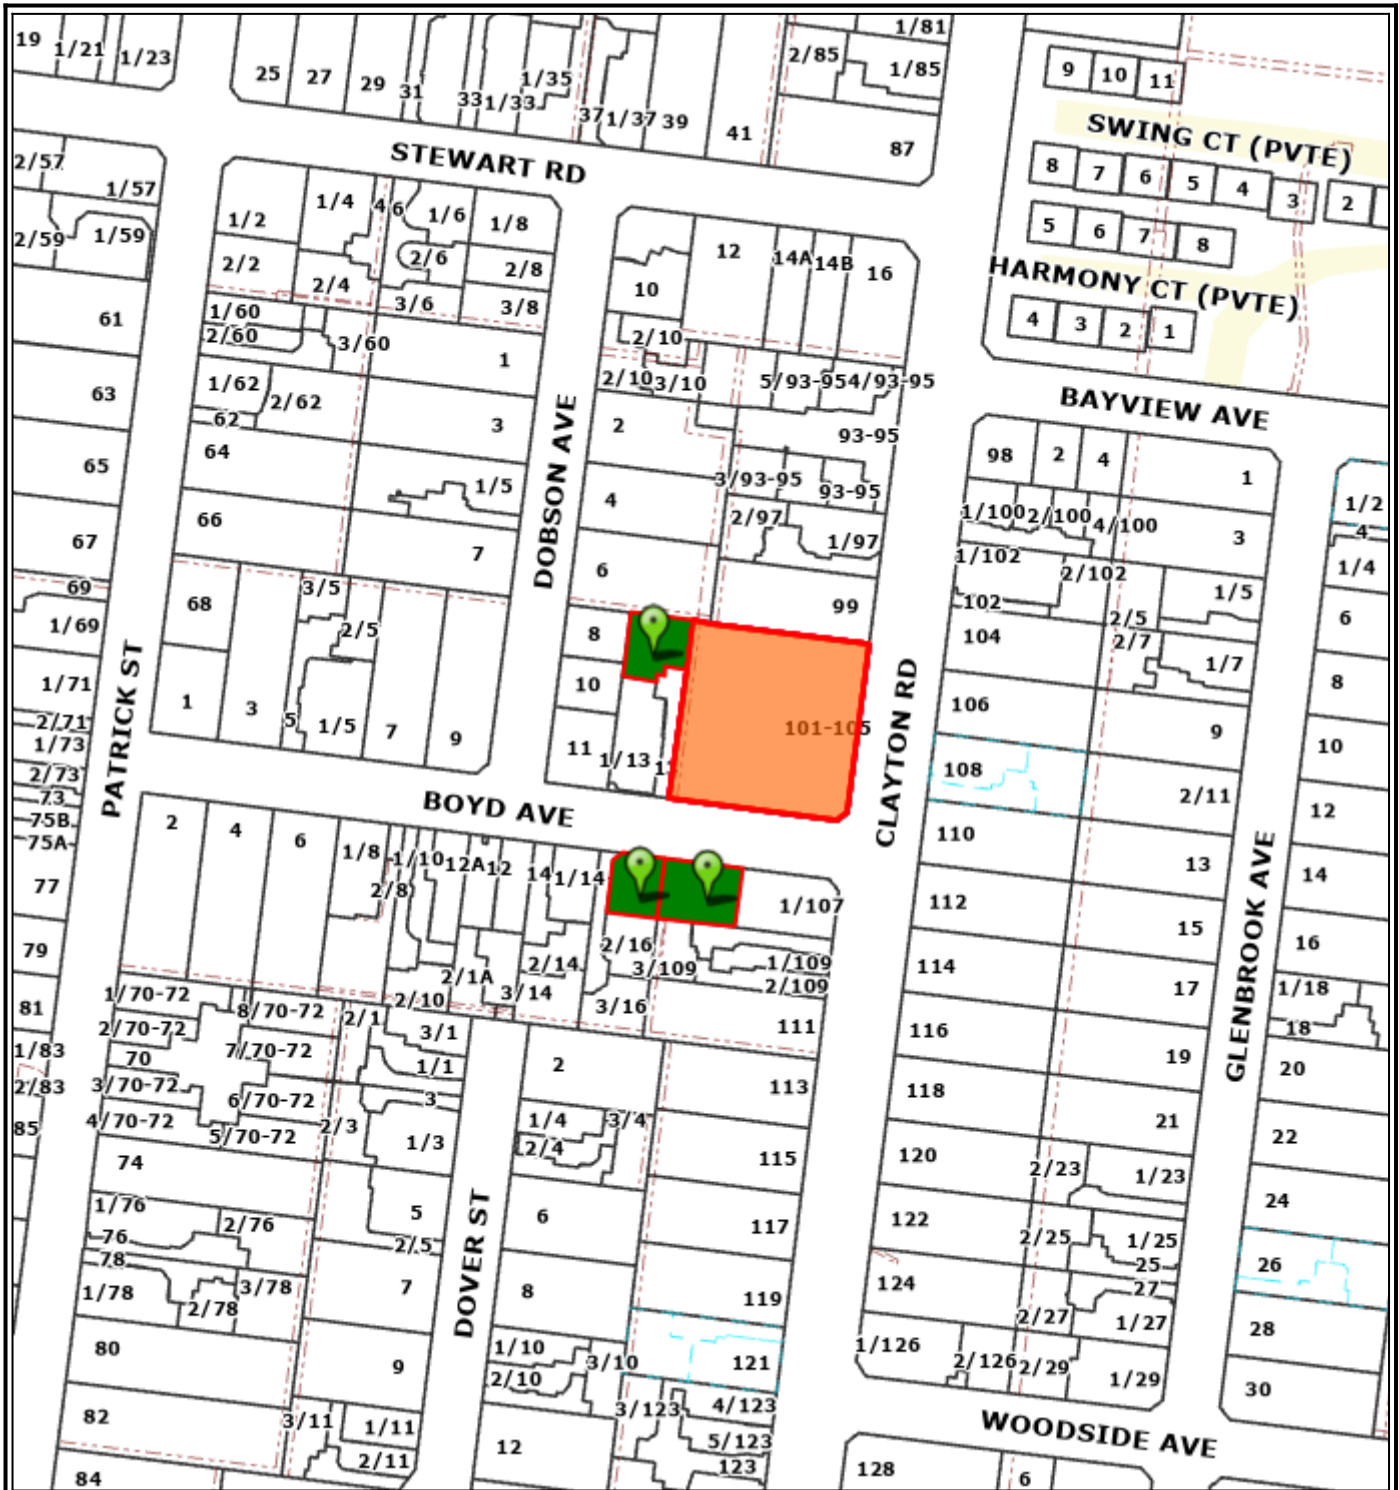 19 1/21 1/23
25 27 29 31 33 1/33 1/35 37 1/37 39 41
1/81
2/85 1/85
87
9 10 11
SWING CT (PVTE)
8 7 6 5 4 3 2
5 6 7 8
HARMONY CT (PVTE)
4 3 2 1
STEWART RD
2/57 1/57
2/59 1/59
61
63
65
67
69
1/69
1/71
2/71
1/73
2/73
73
75B
75A
77
79
81
1/83
2/83
85
PATRICK ST
1/2 1/4 4 6 1/6 1/8
2/2 2/4 2/6 2/8
3/6 3/8
1/60
2/60 3/60 1
1/62 2/62
62 3
64 1/5
66 7
68 3/5
2/5
1 3 5 1/5 7 9
DOBSON AVE
10 12 14A 14B 16
2/10
2/10 3/10 5/93-95 4/93-95
2 93-95
4 3/93-95 93-95
2/97 1/97
6 99
8
10
11 1/13
101-105
CLAYTON RD
BAYVIEW AVE
98 2 4 1
1/100 2/100 4/100 3
1/102 2/102 1/5
102 2/5
104 2/7 1/7
106 9
108 2/11
110 13
112 15
114 17
116 19
118 21
120 2/23 1/23
122 2/25 1/25
25
124 27
2/27 1/27
1/126 2/126 2/29 1/29
GLENBROOK AVE
1/2
4
1/4
6
8
10
12
14
16
1/18
18
20
22
24
26
28
30
BOYD AVE
2 4 6 1/8 2/8 1/10 12A 12 14 1/14
1/107
2/16 3/109 1/109
2/109
2/1A 2/14
2/10 3/14 3/16 111
1/70-72 8/70-72 2/1 3/1
2/70-72 7/70-72 1/1
70
3/70-72 6/70-72 3
4/70-72 5/70-72 2/3 1/3
74
1/76 2/76 5
76 2/5
78
1/78 2/78 3/78 7
80 9
82 3/11 1/11
2/11
84
DOVER ST
2 113
1/4 3/4
2/4 115
6 117
8 119
1/10 3/10 121
2/10
3/123 4/123
5/123
12 123
WOODSIDE AVE
128 6